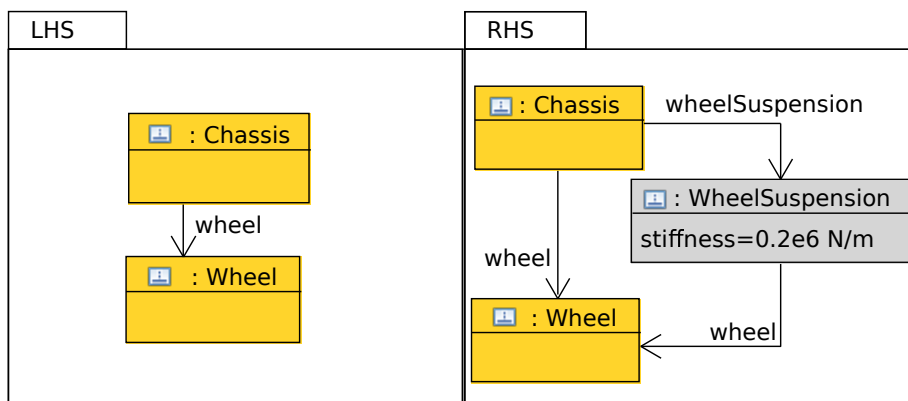 LHS
: Chassis
wheel
: Wheel
RHS
: Chassis
wheelSuspension
: WheelSuspension
stiffness=0.2e6 N/m
wheel
: Wheel
wheel